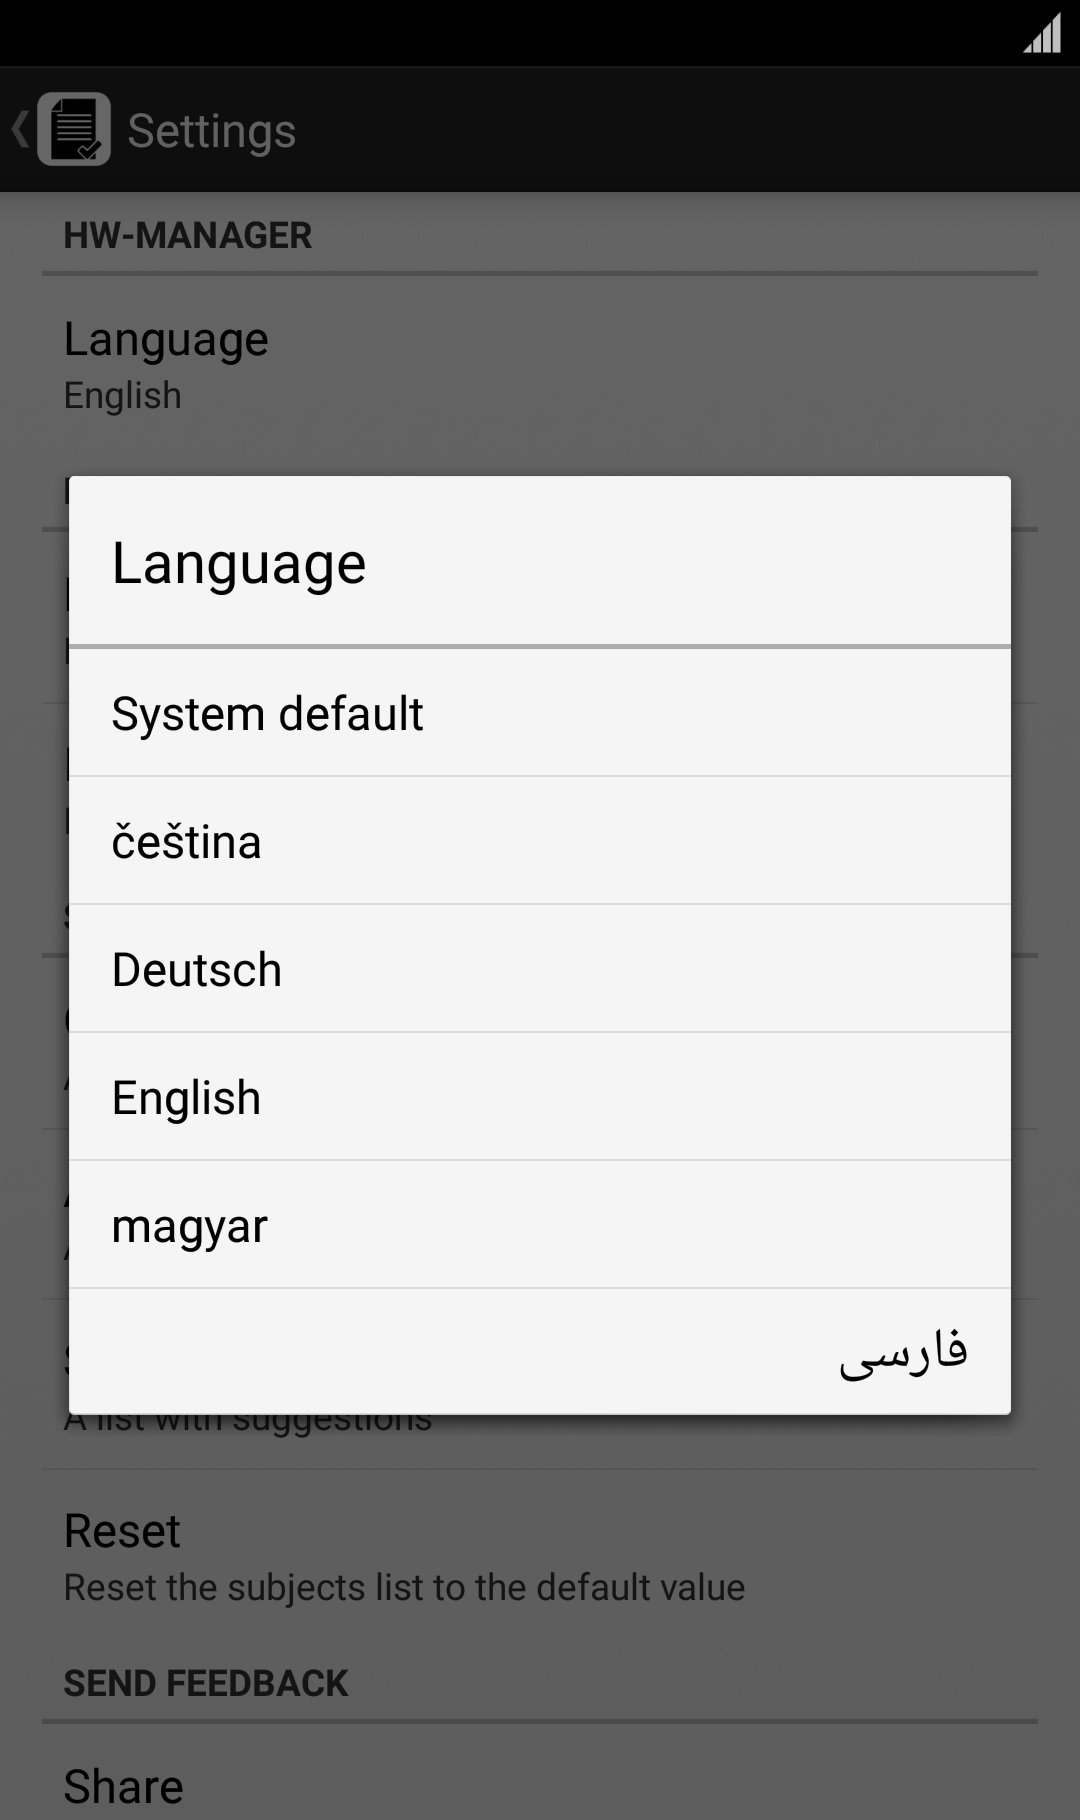 Settings
HW-MANAGER
Language
English
Language
System default
čeština
Deutsch
English
magyar
فارسی
A list with suggestions
Reset
Reset the subjects list to the default value
SEND FEEDBACK
Share